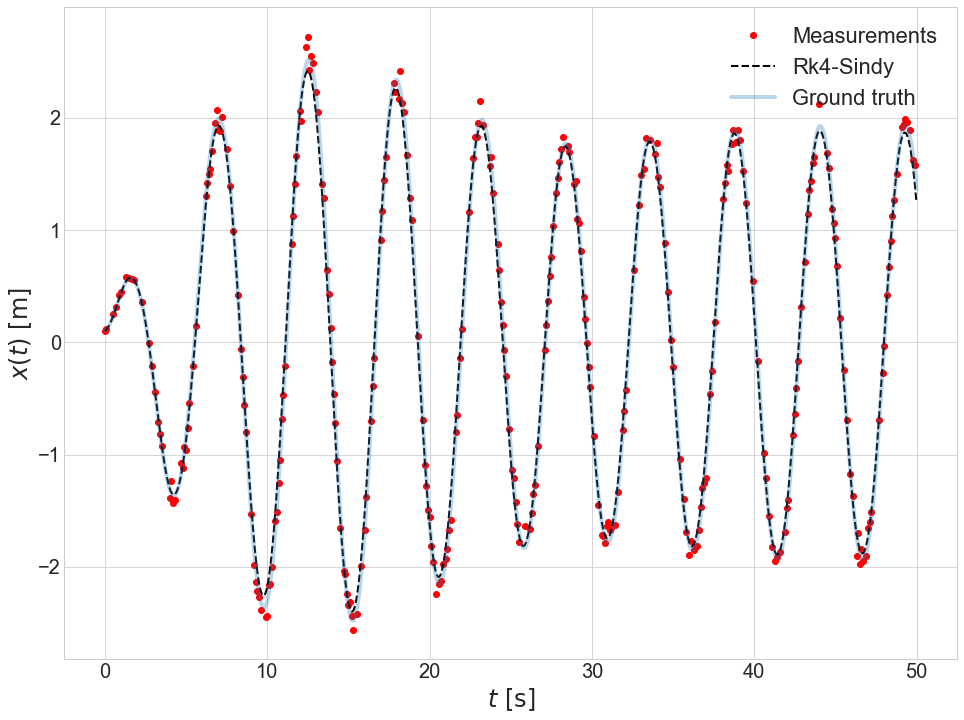 Measurements
Rk4-Sindy
Ground truth
2
1
0
−1
−2
x(t) [m]
0 10 20 30 40 50
t [s]